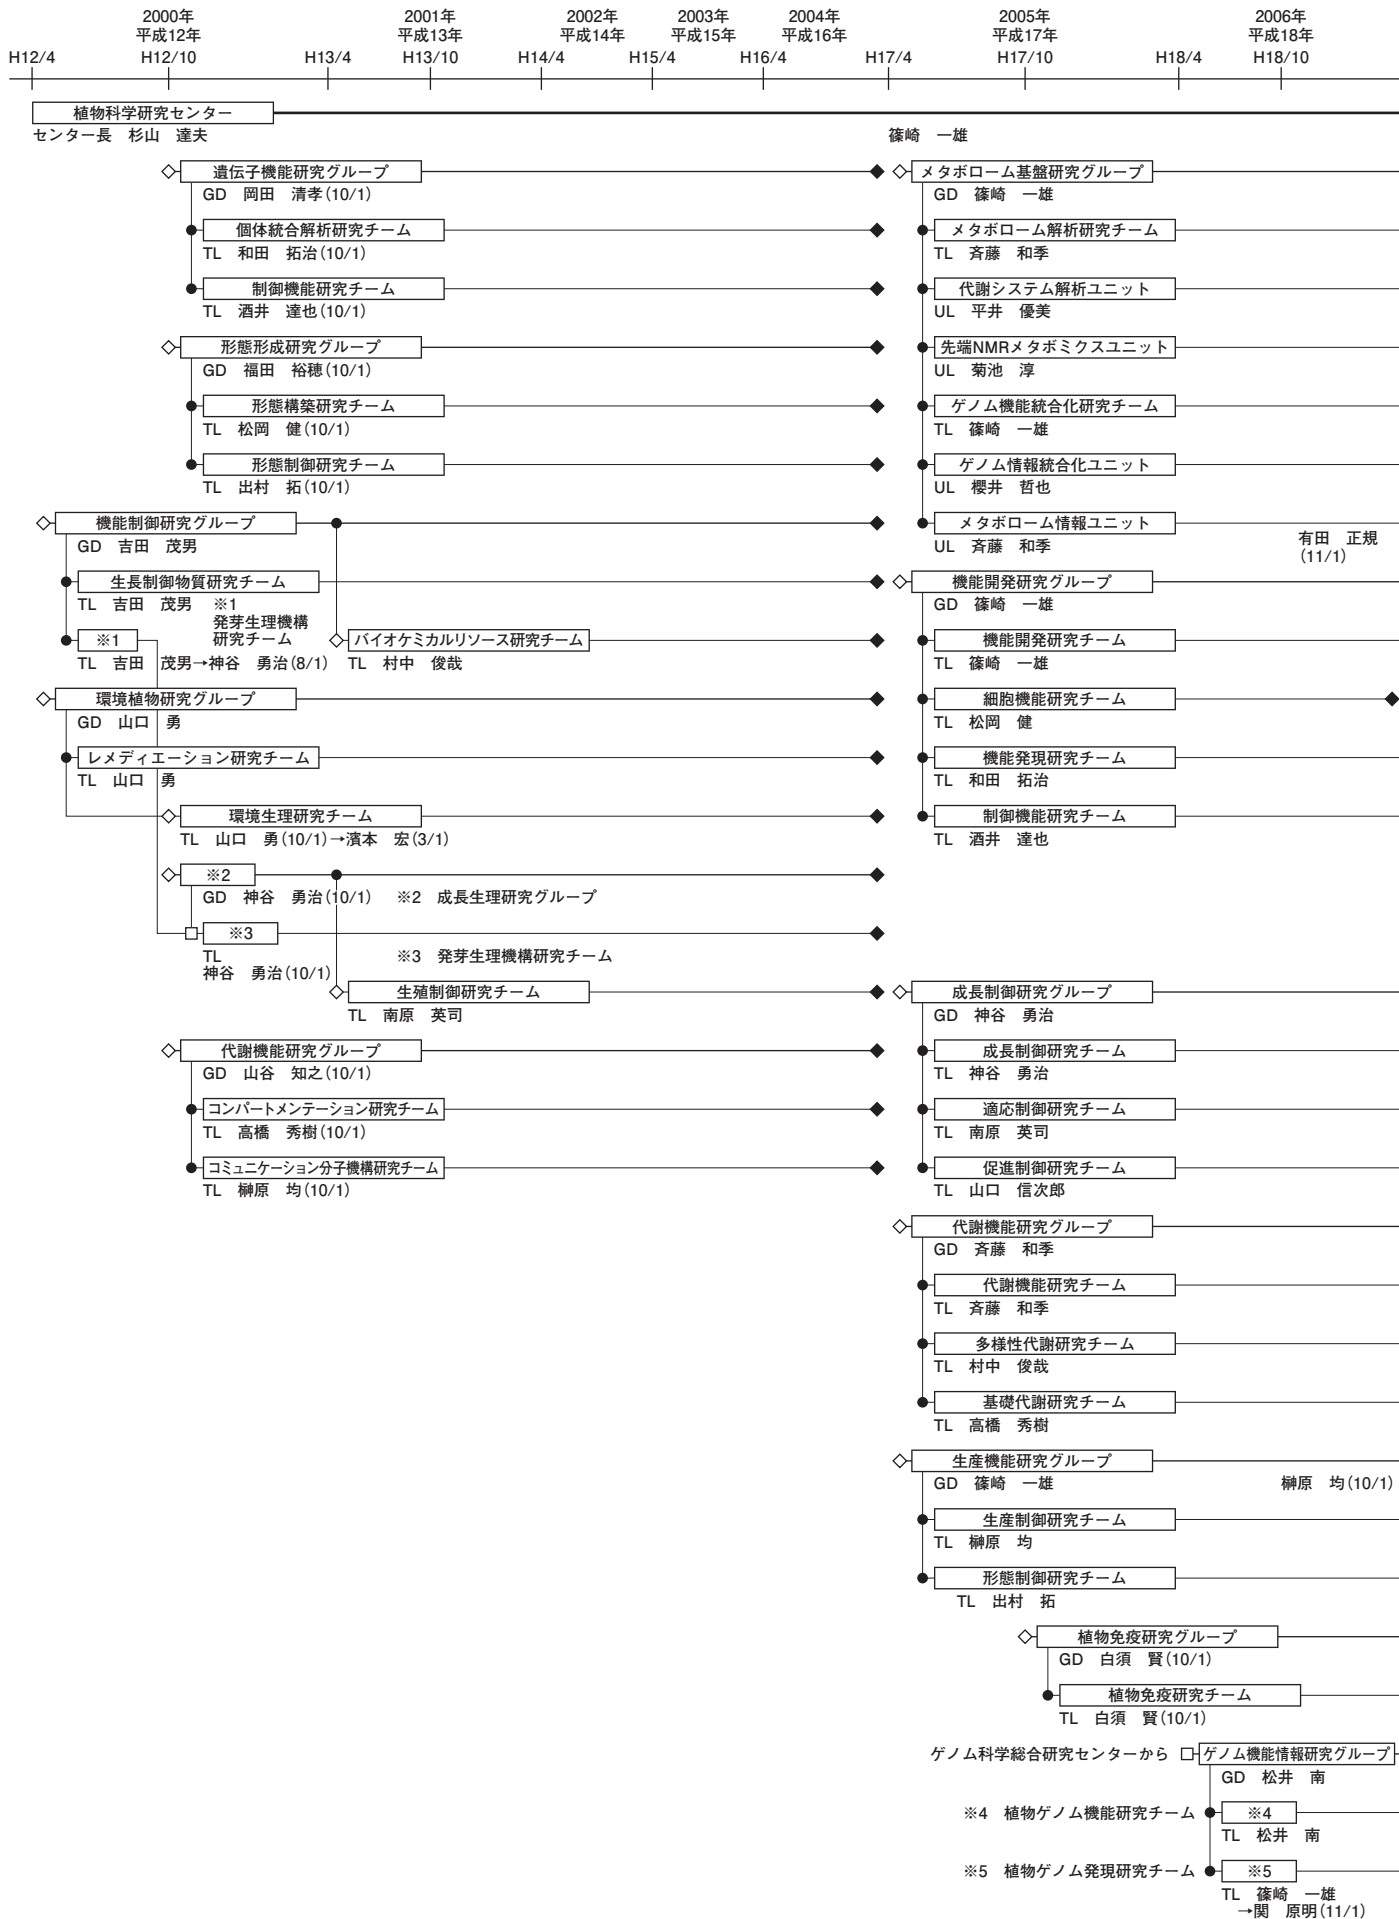 2000年 2001年 2002年 2003年 2004年 2005年 2006年
平成12年 平成13年 平成14年 平成15年 平成16年 平成17年 平成18年
H12/4 H12/10 H13/4 H13/10 H14/4 H15/4 H16/4 H17/4 H17/10 H18/4 H18/10
植物科学研究センター
センター長 杉山 達夫 篠崎 一雄
遺伝子機能研究グループ
GD 岡田 清孝(10/1)
個体統合解析研究チーム
TL 和田 拓治(10/1)
制御機能研究チーム
TL 酒井 達也(10/1)
形態形成研究グループ
GD 福田 裕穂(10/1)
形態構築研究チーム
TL 松岡 健(10/1)
形態制御研究チーム
TL 出村 拓(10/1)
機能制御研究グループ
GD 吉田 茂男
生長制御物質研究チーム
TL 吉田 茂男 ※1
発芽生理機構
研究チーム
※1
TL 吉田 茂男→神谷 勇治(8/1)
バイオケミカルリソース研究チーム
TL 村中 俊哉
環境植物研究グループ
GD 山口 勇
レメディエーション研究チーム
TL 山口 勇
環境生理研究チーム
TL 山口 勇(10/1)→濱本 宏(3/1)
※2
GD 神谷 勇治(10/1) ※2 成長生理研究グループ
※3
TL ※3 発芽生理機構研究チーム
神谷 勇治(10/1)
生殖制御研究チーム
TL 南原 英司
代謝機能研究グループ
GD 山谷 知之(10/1)
コンパートメンテーション研究チーム
TL 高橋 秀樹(10/1)
コミュニケーション分子機構研究チーム
TL 榊原 均(10/1)
メタボローム基盤研究グループ
GD 篠崎 一雄
メタボローム解析研究チーム
TL 斉藤 和季
代謝システム解析ユニット
UL 平井 優美
先端NMRメタボミクスユニット
UL 菊池 淳
ゲノム機能統合化研究チーム
TL 篠崎 一雄
ゲノム情報統合化ユニット
UL 櫻井 哲也
メタボローム情報ユニット
UL 斉藤 和季 有田 正規
(11/1)
機能開発研究グループ
GD 篠崎 一雄
機能開発研究チーム
TL 篠崎 一雄
細胞機能研究チーム
TL 松岡 健
機能発現研究チーム
TL 和田 拓治
制御機能研究チーム
TL 酒井 達也
成長制御研究グループ
GD 神谷 勇治
成長制御研究チーム
TL 神谷 勇治
適応制御研究チーム
TL 南原 英司
促進制御研究チーム
TL 山口 信次郎
代謝機能研究グループ
GD 斉藤 和季
代謝機能研究チーム
TL 斉藤 和季
多様性代謝研究チーム
TL 村中 俊哉
基礎代謝研究チーム
TL 高橋 秀樹
生産機能研究グループ
GD 篠崎 一雄 榊原 均(10/1)
生産制御研究チーム
TL 榊原 均
形態制御研究チーム
TL 出村 拓
植物免疫研究グループ
GD 白須 賢(10/1)
植物免疫研究チーム
TL 白須 賢(10/1)
ゲノム科学総合研究センターから ゲノム機能情報研究グループ
GD 松井 南
※4 植物ゲノム機能研究チーム ※4
TL 松井 南
※5 植物ゲノム発現研究チーム ※5
TL 篠崎 一雄
→関 原明(11/1)